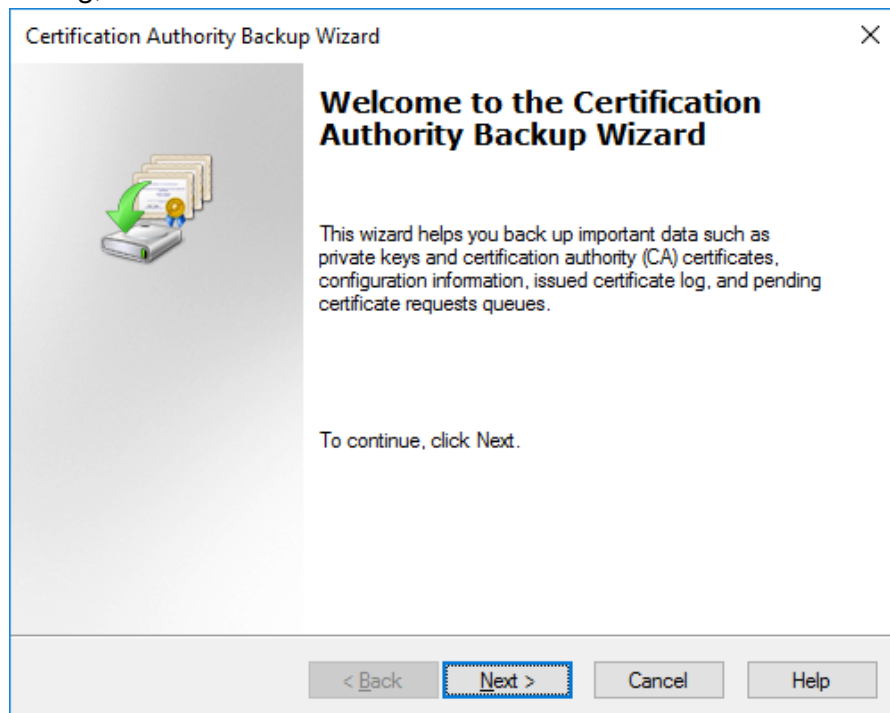 Certification Authority Backup Wizard
Welcome to the Certification
Authority Backup Wizard
This wizard helps you back up important data such as
private keys and certification authority (CA) certificates,
configuration information, issued certificate log, and pending
certificate requests queues.
To continue, click Next.
< Back
Next >
Cancel
Help